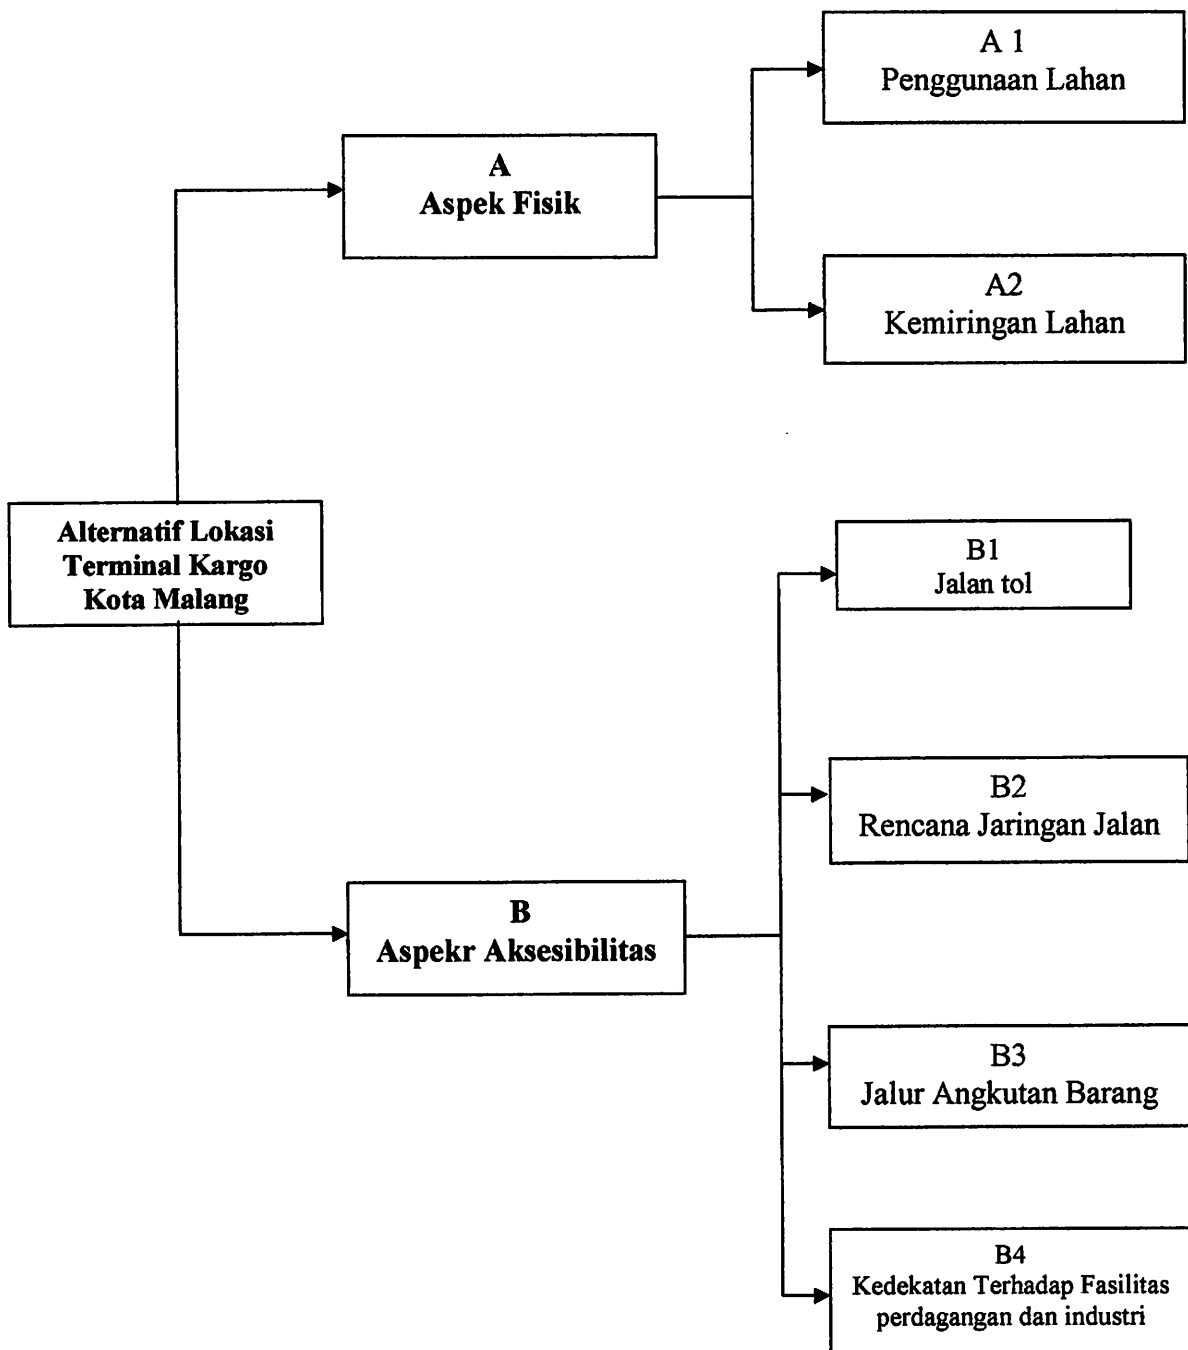 A 1
Penggunaan Lahan
A
Aspek Fisik
A2
Kemiringan Lahan
Alternatif Lokasi
Terminal Kargo
Kota Malang
B1
Jalan tol
B2
Rencana Jaringan Jalan
B
Aspekr Aksesibilitas
B3
Jalur Angkutan Barang
B4
Kedekatan Terhadap Fasilitas
perdagangan dan industri